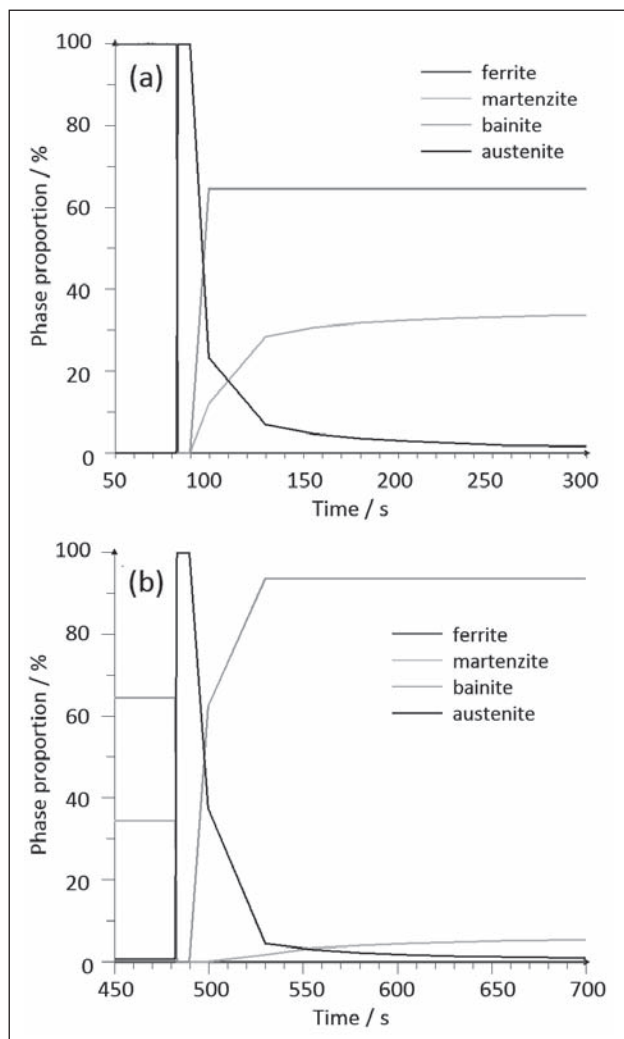 (a)
ferrite
martenzite
bainite
austenite
100
80
60
40
20
0
Phase proportion / %
50 100 150 200 250 300
Time / s
(b)
ferrite
martenzite
bainite
austenite
100
80
60
40
20
0
Phase proportion / %
450 500 550 600 650 700
Time / s